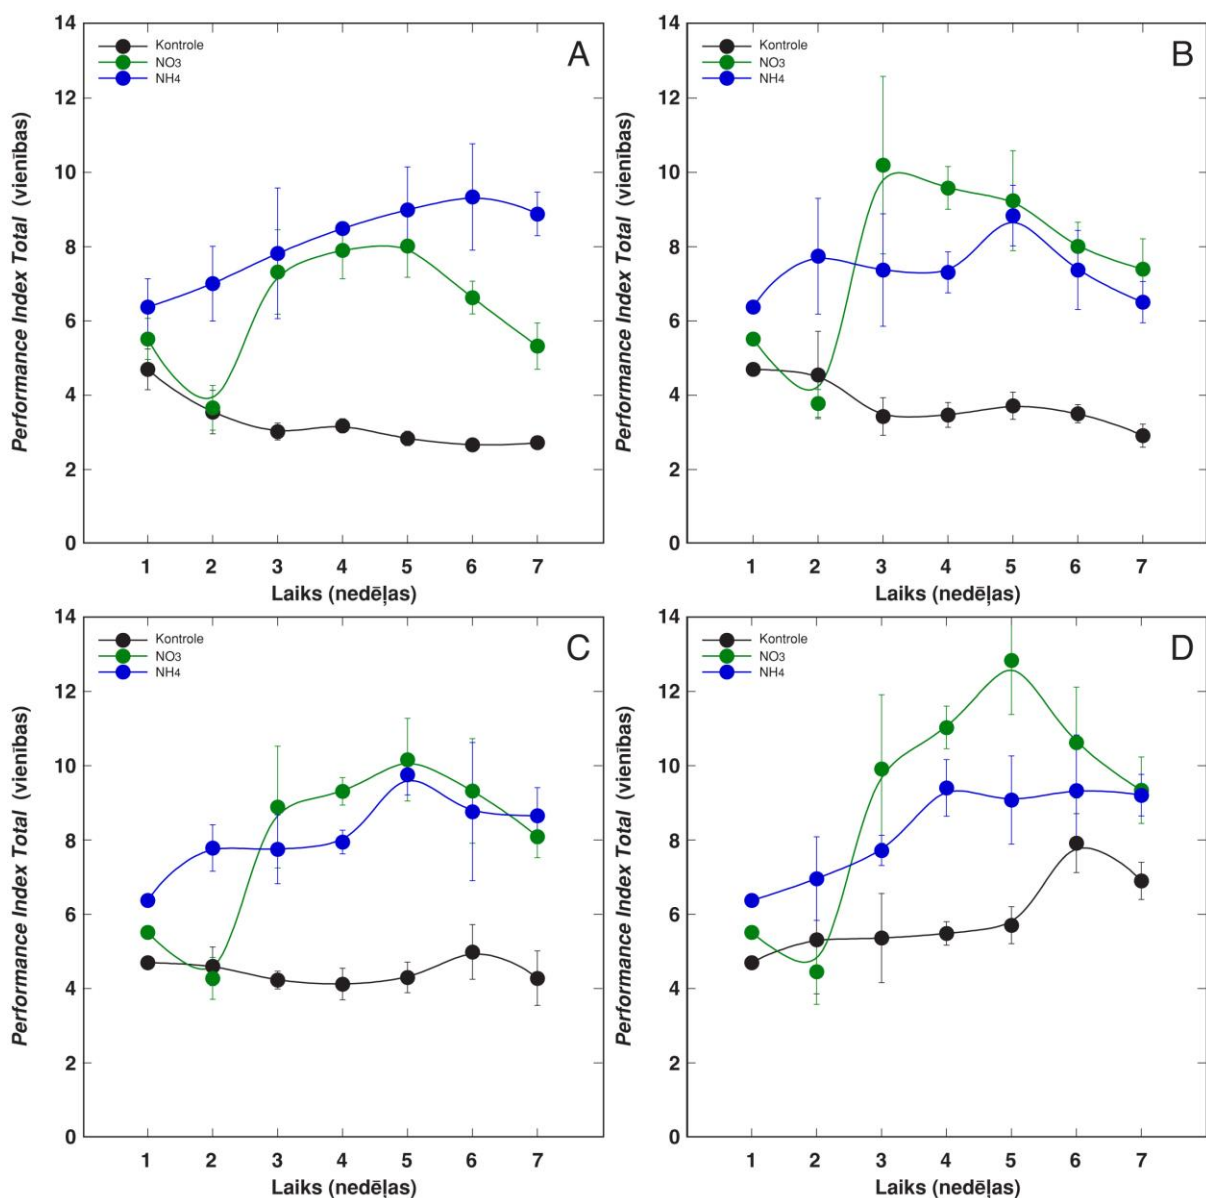 A
Kontrole
NO3
NH4
Performance Index Total (vienības)
14
12
10
8
6
4
2
0
1 2 3 4 5 6 7
Laiks (nedēļas)
B
Kontrole
NO3
NH4
Performance Index Total (vienības)
14
12
10
8
6
4
2
0
1 2 3 4 5 6 7
Laiks (nedēļas)
C
Kontrole
NO3
NH4
Performance Index Total (vienības)
14
12
10
8
6
4
2
0
1 2 3 4 5 6 7
Laiks (nedēļas)
D
Kontrole
NO3
NH4
Performance Index Total (vienības)
14
12
10
8
6
4
2
0
1 2 3 4 5 6 7
Laiks (nedēļas)